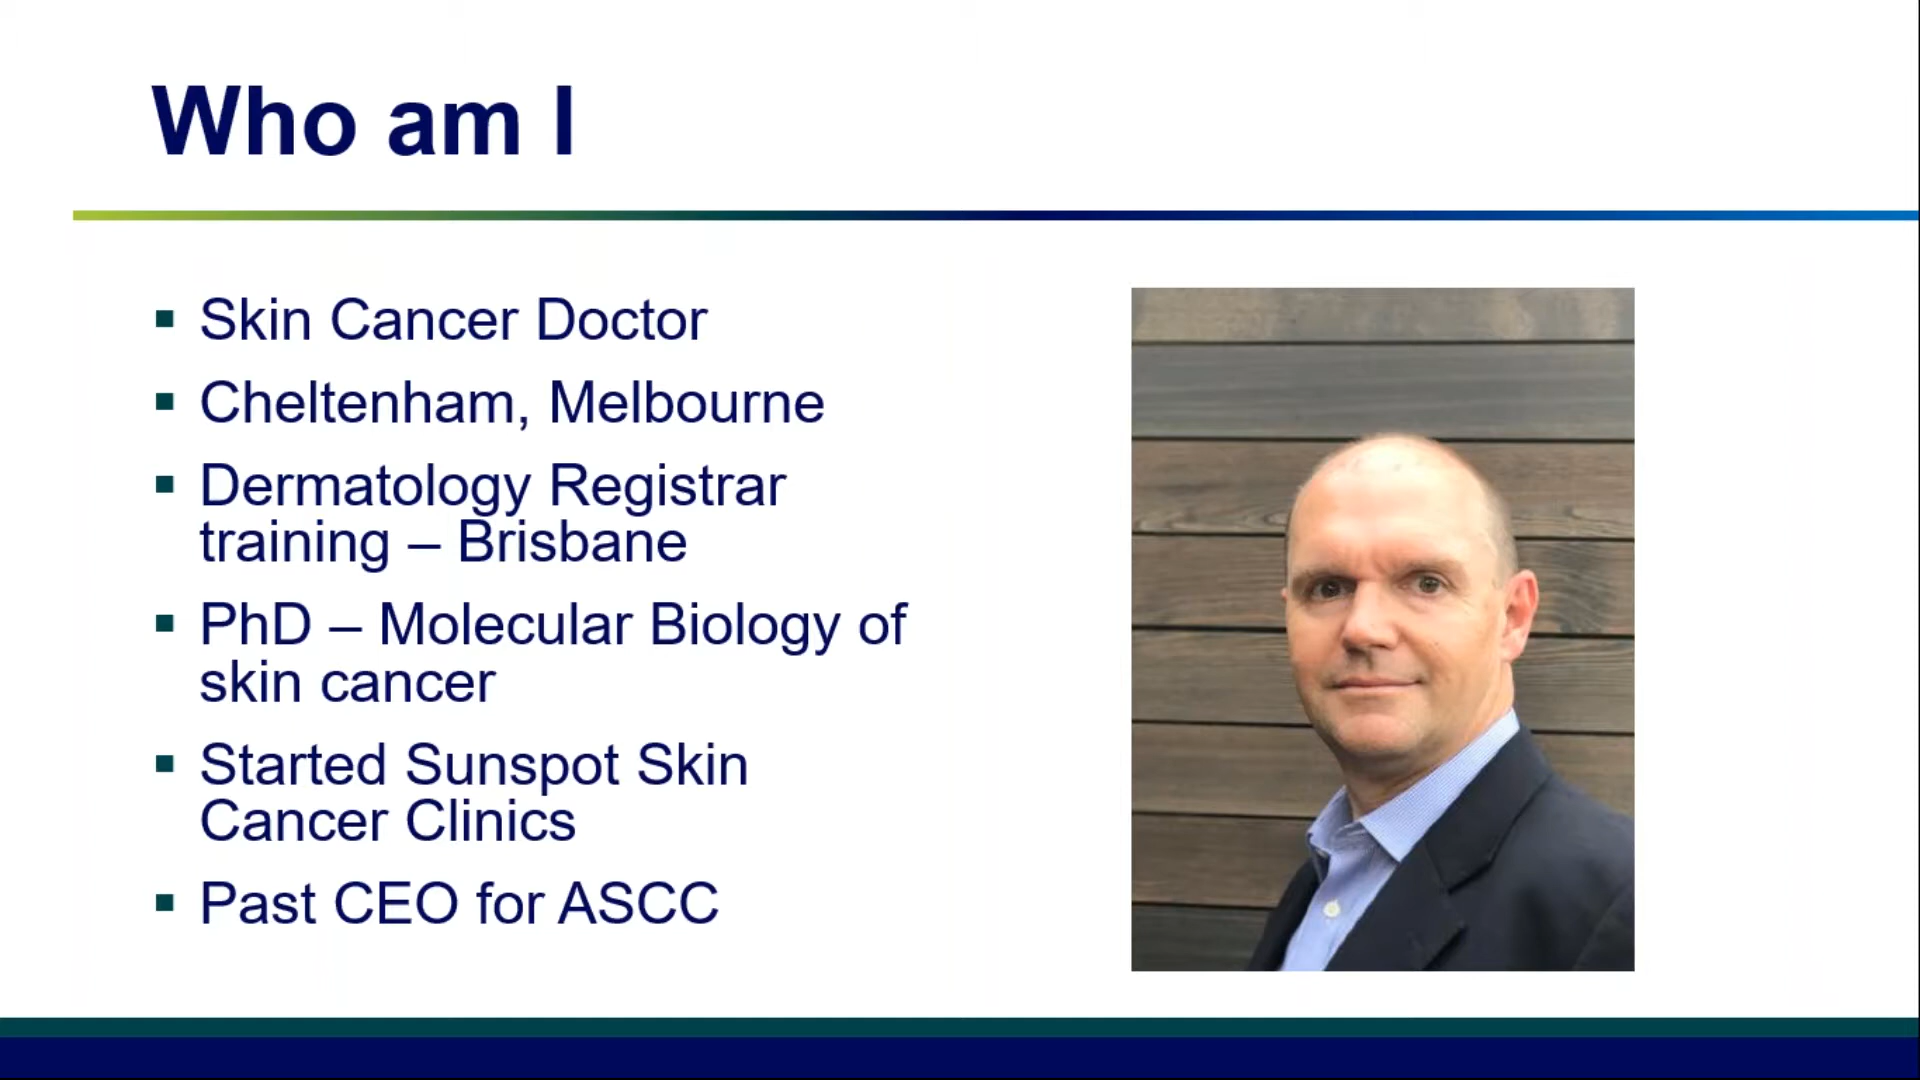 Who am I
Skin Cancer Doctor
Cheltenham, Melbourne
Dermatology Registrar
training – Brisbane
PhD – Molecular Biology of
skin cancer
Started Sunspot Skin
Cancer Clinics
Past CEO for ASCC